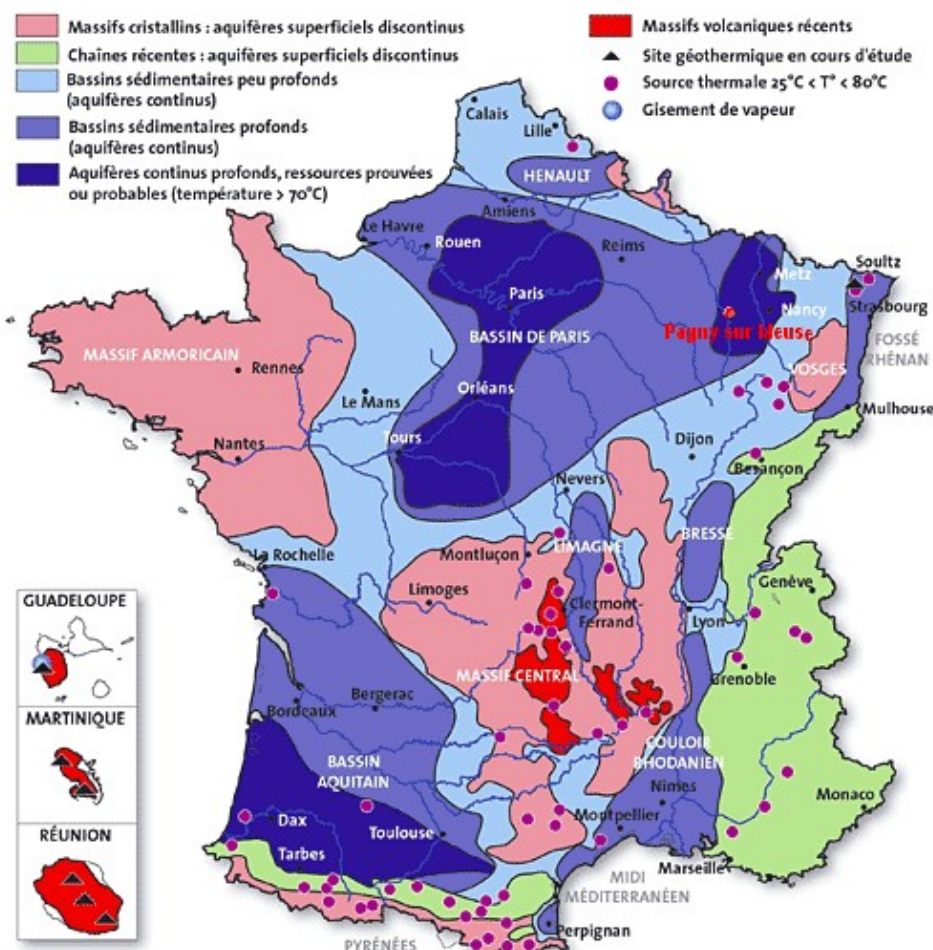 Massifs cristallins : aquifères superficiels discontinus
Chaînes récentes : aquifères superficiels discontinus
Bassins sédimentaires peu profonds
(aquifères continus)
Bassins sédimentaires profonds
(aquifères continus)
Aquifères continus profonds, ressources prouvées
ou probables (température > 70°C)
Massifs volcaniques récents
Site géothermique en cours d'étude
Source thermale 25°C < T° < 80°C
Gisement de vapeur
Calais
Lille
HENAULT
Amiens
Le Havre
Rouen
Reims
Metz
Soultz
Paris
Nancy
Strasbourg
BASSIN DE PARIS
Pagny sur Meuse
FOSSÉ
RHÉNAN
MASSIF ARMORICAIN
Rennes
VOSGES
Orléans
Le Mans
Mulhouse
Tours
Dijon
Nantes
Besançon
Nevers
BRESSE
La Rochelle
Montluçon
LIMAGNE
Genève
Limoges
Clermont-
Ferrand
Lyon
GUADELOUPE
MASSIF CENTRAL
Grenoble
Bergerac
Bordeaux
MARTINIQUE
COULOIR
RHODANIEN
BASSIN
AQUITAIN
Nimes
Monaco
Dax
Montpellier
RÉUNION
Toulouse
Tarbes
Marseille
MIDI
MÉDITERRANÉEN
Perpignan
PYRÉNÉES